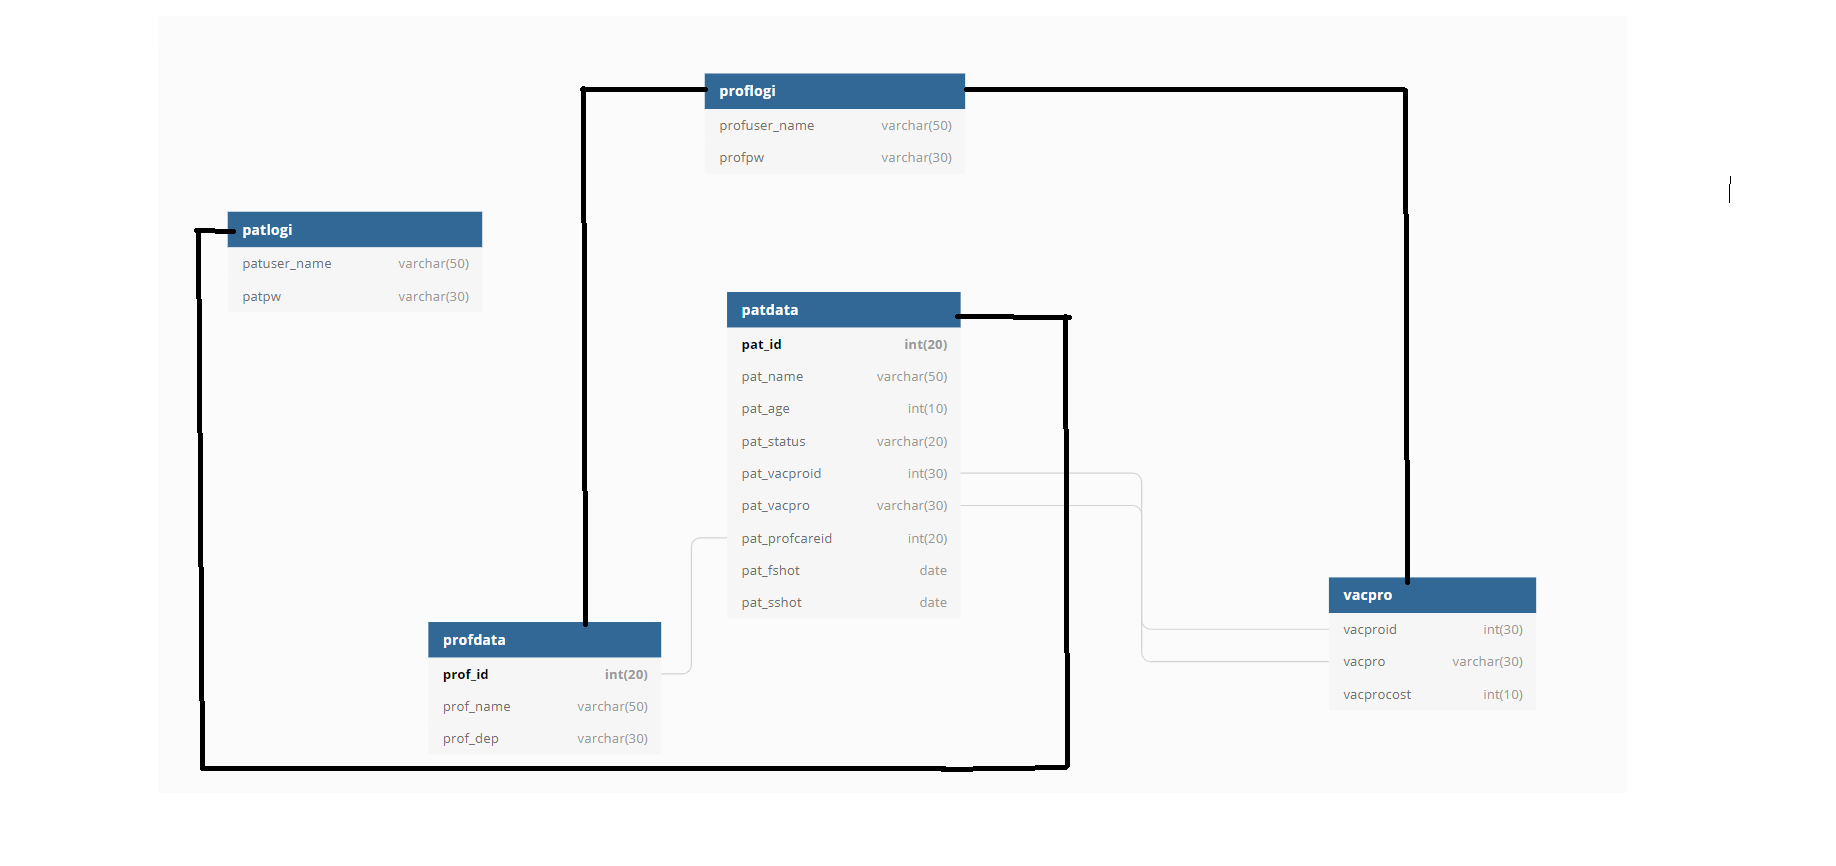 proflogi
profuser_name varchar(50)
profpw varchar(30)
patlogi
patuser_name varchar(50)
patpw varchar(30)
patdata
pat_id int(20)
pat_name varchar(50)
pat_age int(10)
pat_status varchar(20)
pat_vacproid int(30)
pat_vacpro varchar(30)
pat_profcareid int(20)
pat_fshot date
pat_sshot date
profdata
prof_id int(20)
prof_name varchar(50)
prof_dep varchar(30)
vacpro
vacproid int(30)
vacpro varchar(30)
vacprocost int(10)